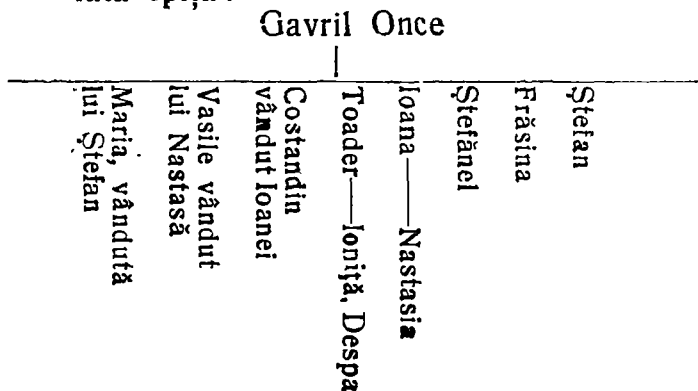 Gavril Once
Maria, vândută
lui Ștefan
Vasile vândut
lui Nastasă
Costandin
vândut Ioanei
Toader—Ioniță, Despa
Ioana—Nastasia
Ștefănel
Frăsina
Ștefan